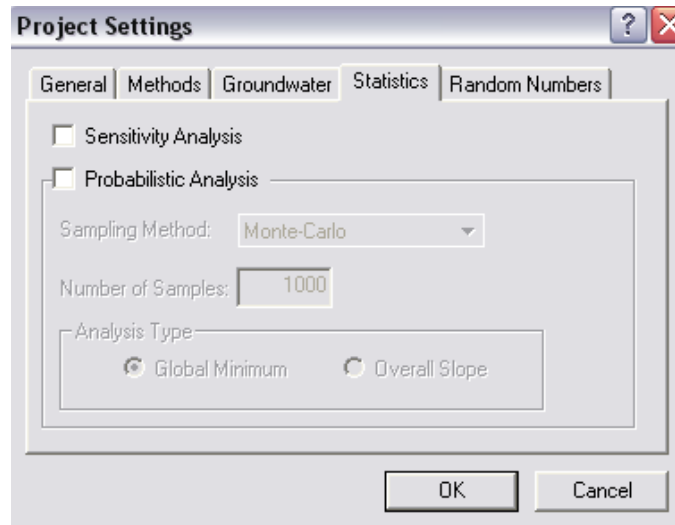 Project Settings
?
General Methods Groundwater Statistics Random Numbers
Sensitivity Analysis
Probabilistic Analysis
Sampling Method: Monte-Carlo
Number of Samples: 1000
Analysis Type
Global Minimum Overall Slope
OK Cancel